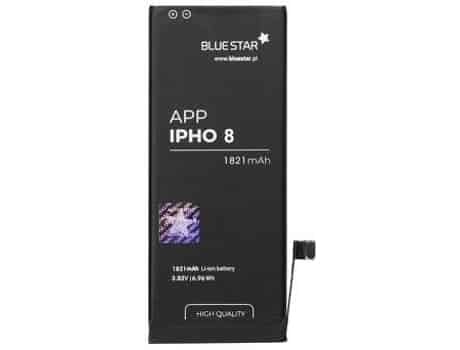 BLUE STAR
www.bluestar.pl
APP
IPHO 8
1821mAh
1821mAh Li-ion battery
3.82V | 6.96 Wh
HIGH QUALITY